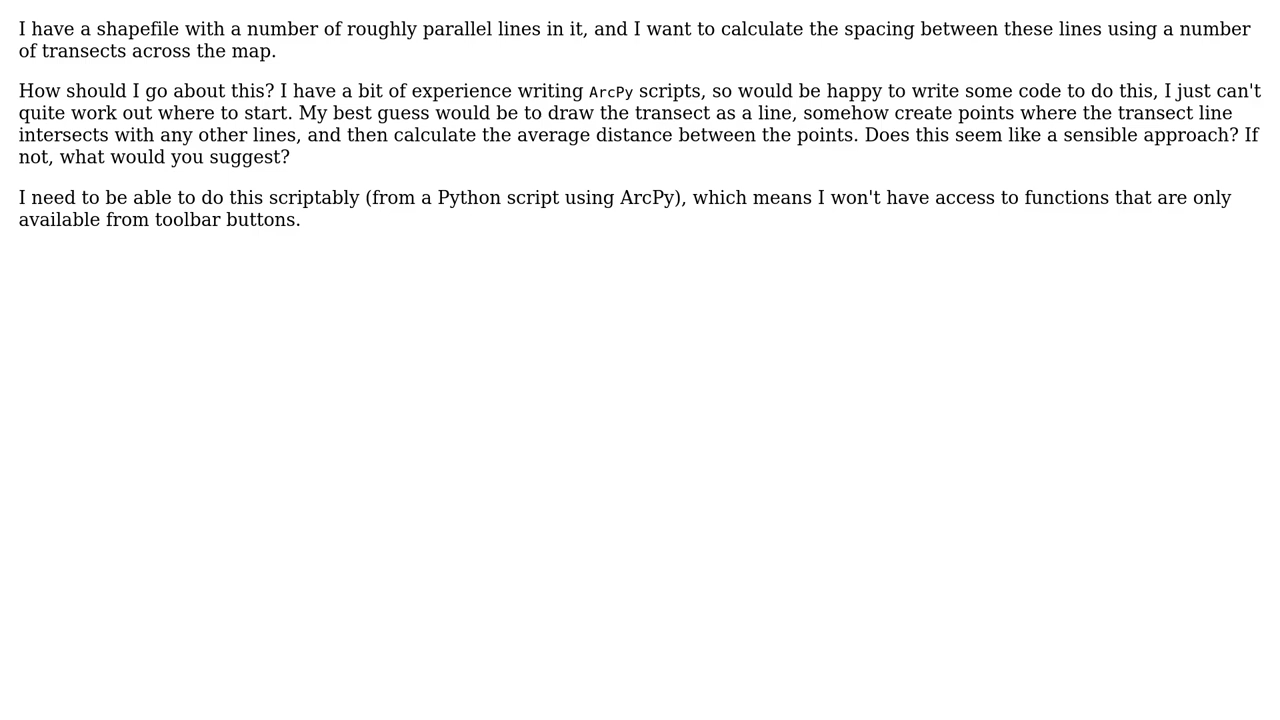 I have a shapefile with a number of roughly parallel lines in it, and I want to calculate the spacing between these lines using a number
of transects across the map.
How should I go about this? I have a bit of experience writing ArcPy scripts, so would be happy to write some code to do this, I just can't
quite work out where to start. My best guess would be to draw the transect as a line, somehow create points where the transect line
intersects with any other lines, and then calculate the average distance between the points. Does this seem like a sensible approach? If
not, what would you suggest?
I need to be able to do this scriptably (from a Python script using ArcPy), which means I won't have access to functions that are only
available from toolbar buttons.